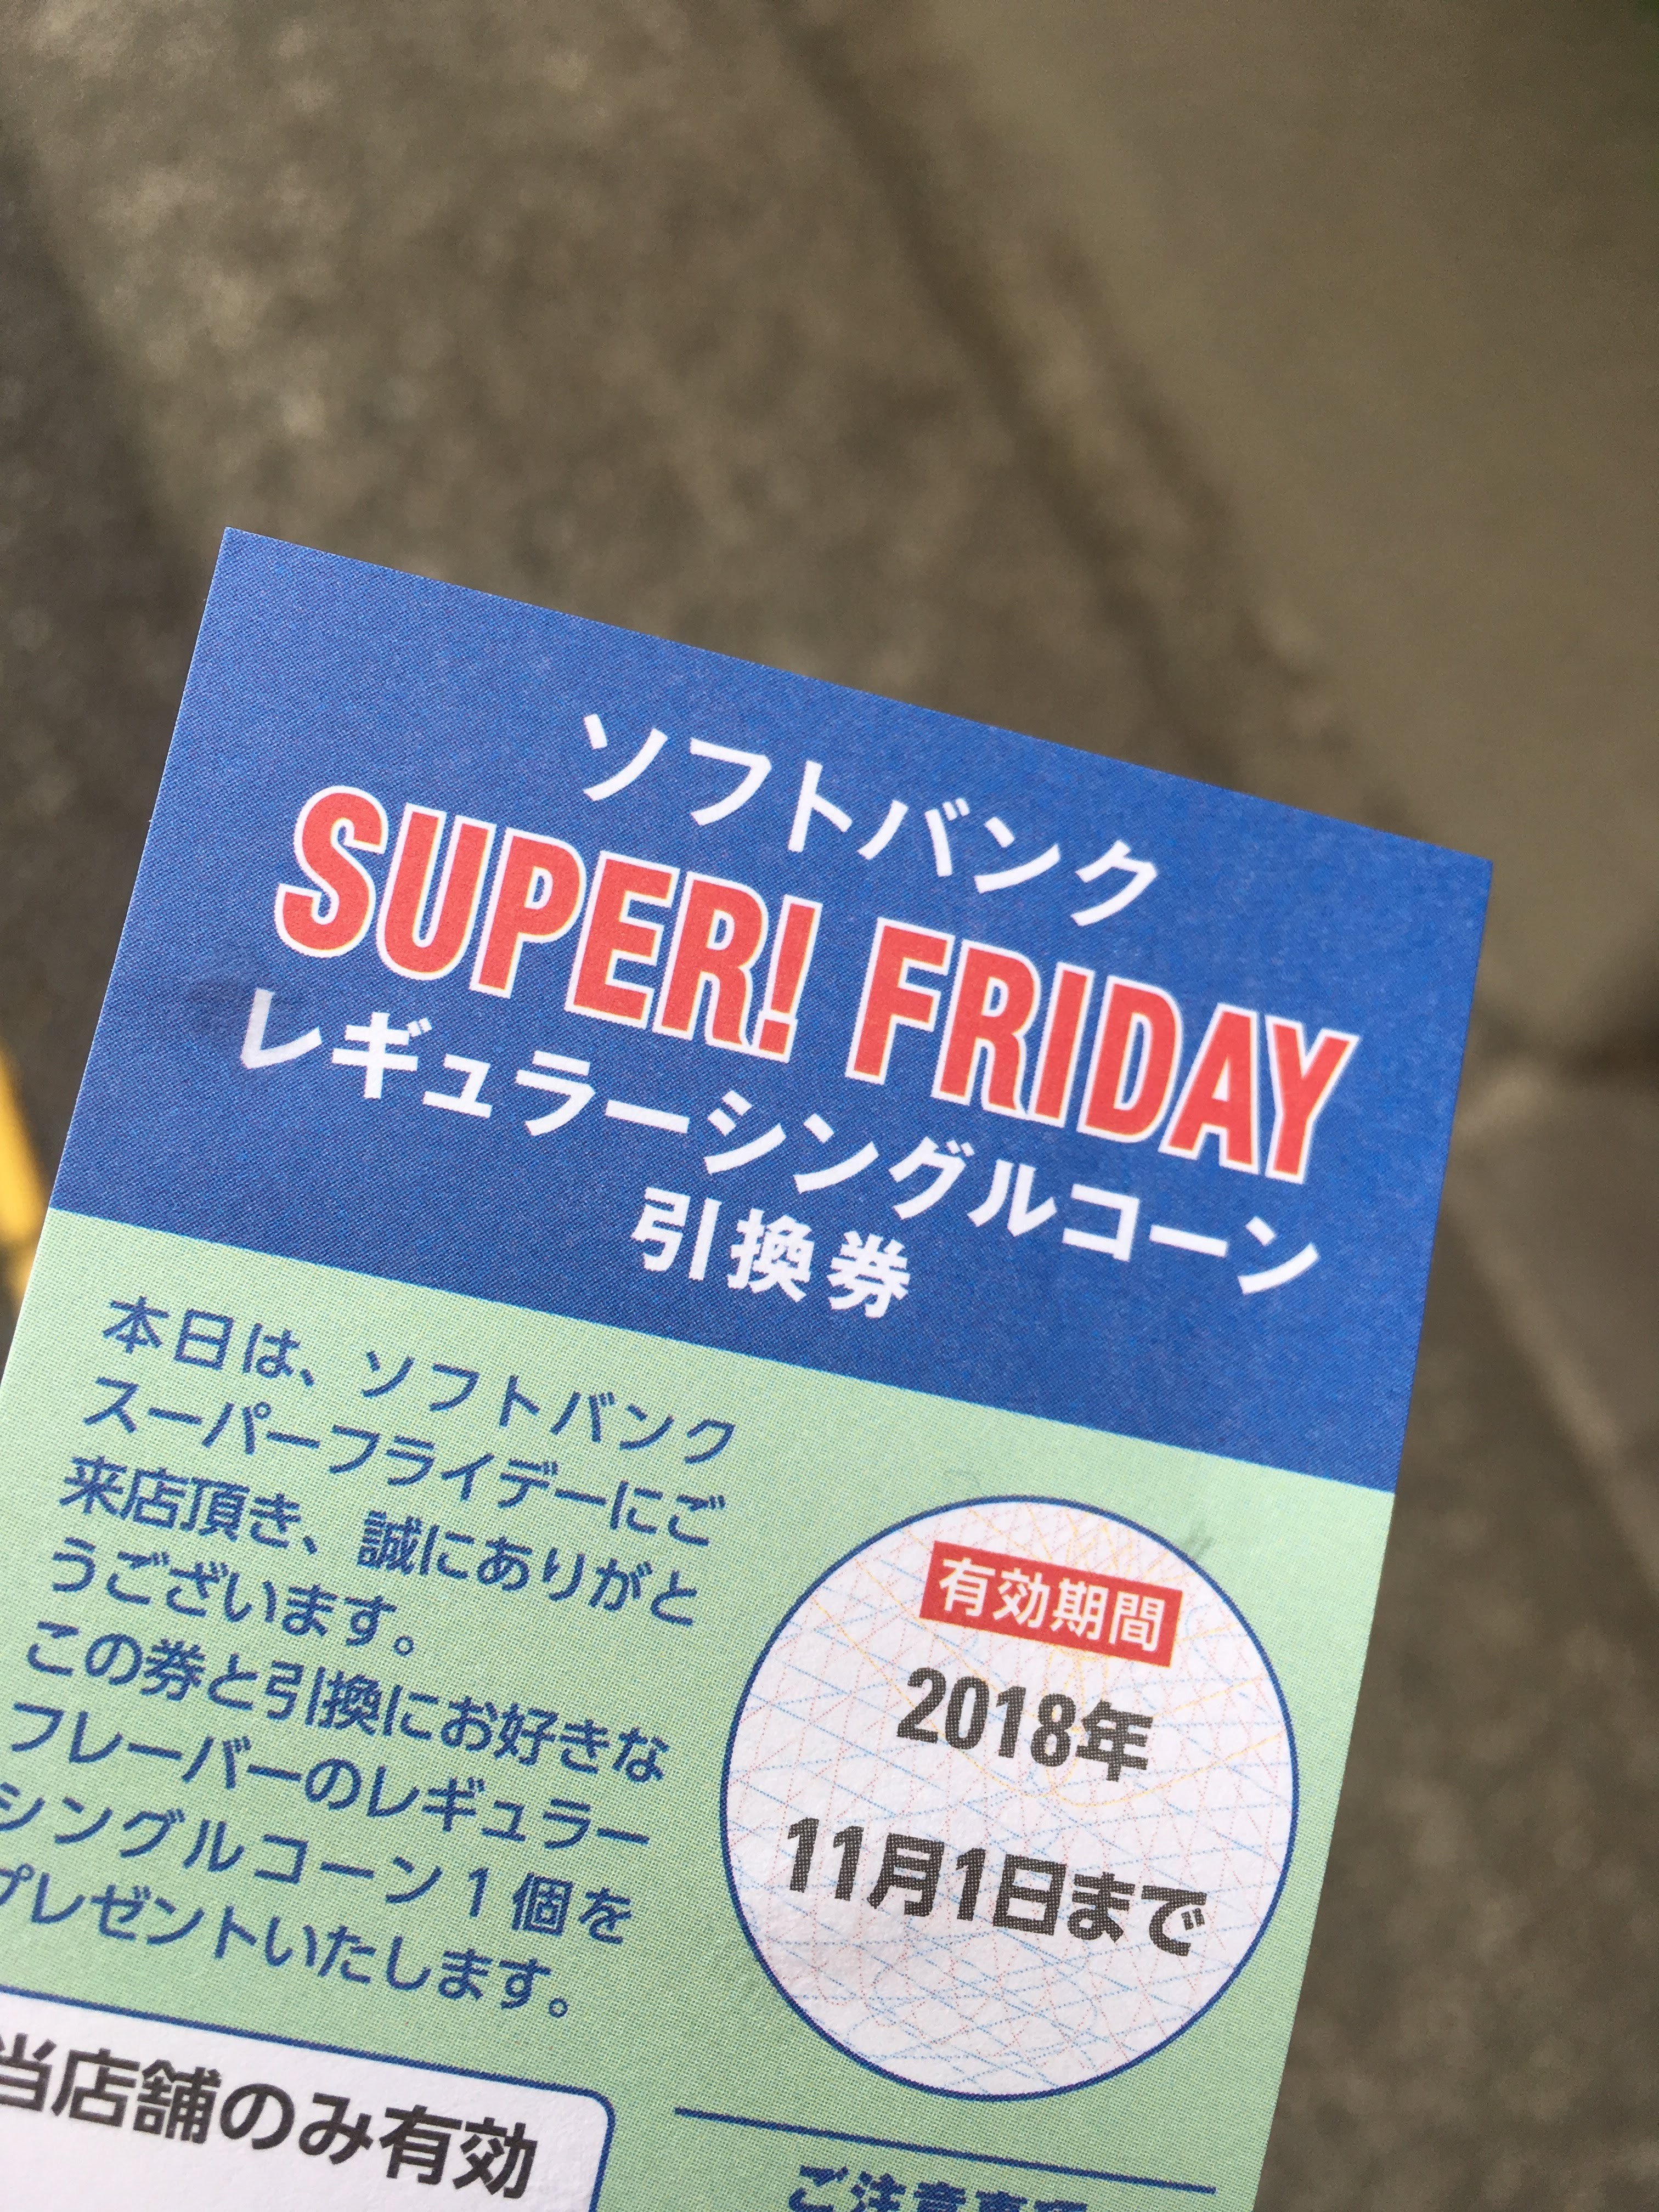 ソフトバンク
SUPER! FRIDAY
レギュラーシングルコーン
引換券
本日は、ソフトバンク
スーパーフライデーにご
来店頂き、誠にありがと
うございます。
この券と引換にお好きな
フレーバーのレギュラー
シングルコーン1個を
プレゼントいたします。
有効期間
2018年
11月1日まで
当店舗のみ有効
ご注意事項